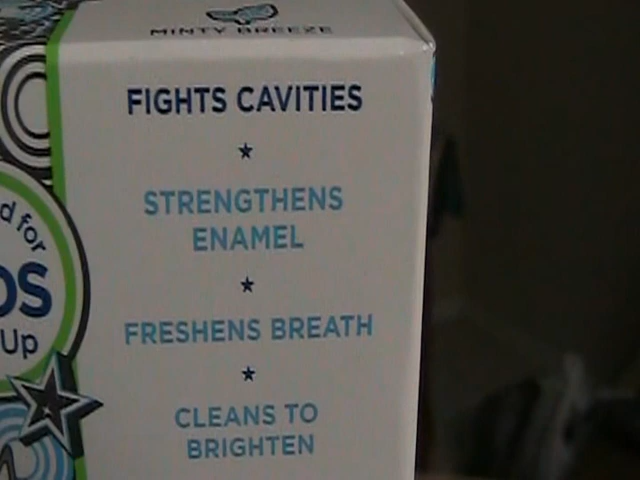 MINTY BREEZE
FIGHTS CAVITIES
STRENGTHENS
ENAMEL
FRESHENS BREATH
CLEANS TO
BRIGHTEN
d for
DS
Up